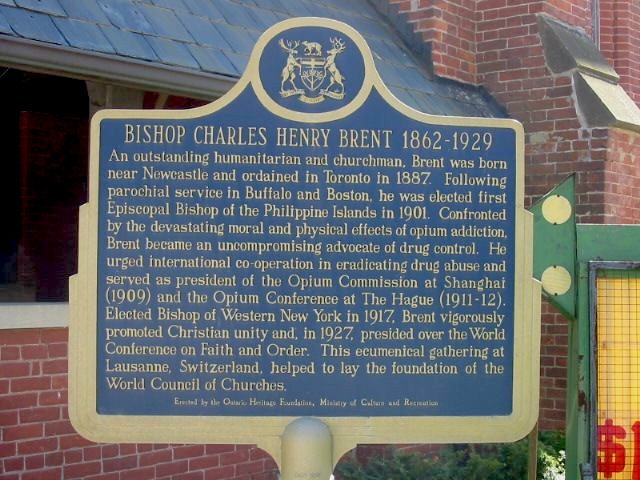 BISHOP CHARLES HENRY BRENT 1862-1929
An outstanding humanitarian and churchman, Brent was born
near Newcastle and ordained in Toronto in 1887. Following
parochial service in Buffalo and Boston, he was elected first
Episcopal Bishop of the Philippine Islands in 1901. Confronted
by the devastating moral and physical effects of opium addiction,
Brent became an uncompromising advocate of drug control. He
urged international co-operation in eradicating drug abuse and
served as president of the Opium Commission at Shanghai
(1909) and the Opium Conference at The Hague (1911-12).
Elected Bishop of Western New York in 1917, Brent vigorously
promoted Christian unity and, in 1927, presided over the World
Conference on Faith and Order. This ecumenical gathering at
Lausanne, Switzerland, helped to lay the foundation of the
World Council of Churches.
Erected by the Ontario Heritage Foundation, Ministry of Culture and Recreation